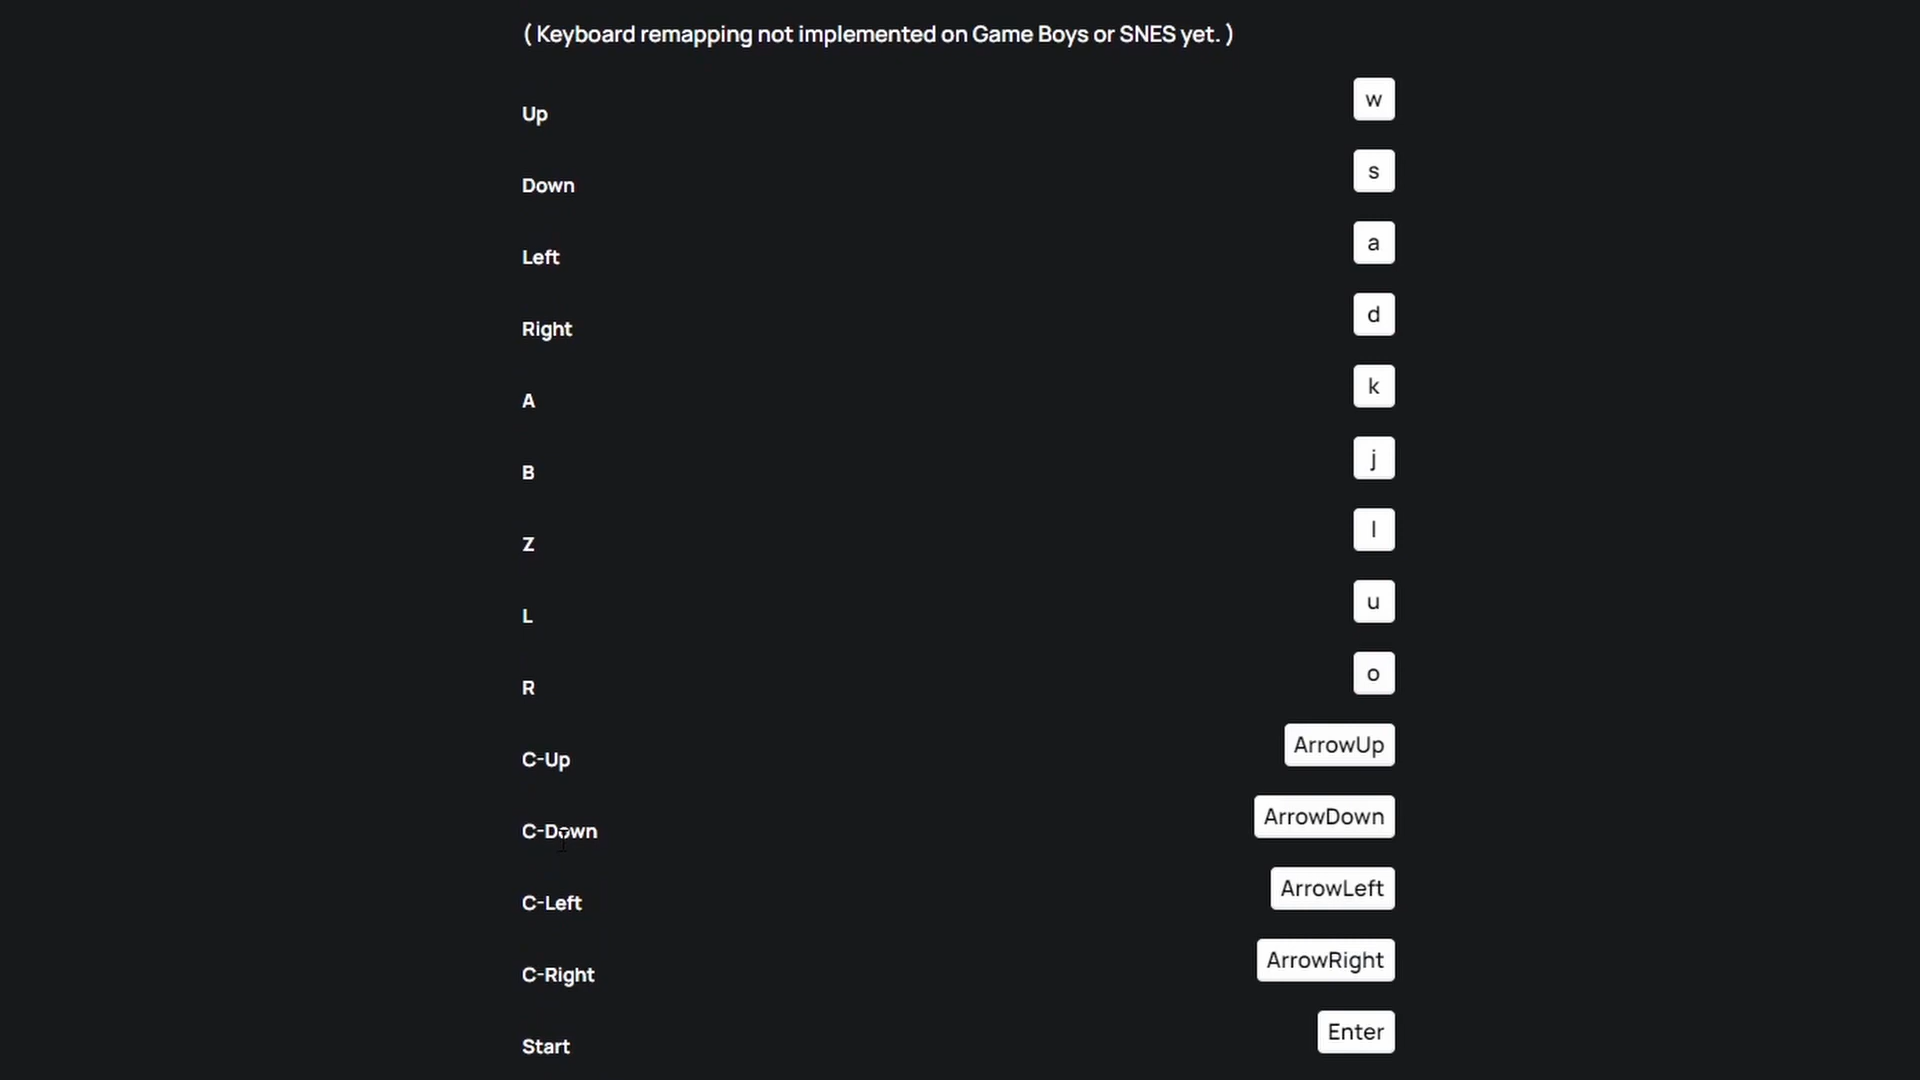 ( Keyboard remapping not implemented on Game Boys or SNES yet. )
Up w
Down s
Left a
Right d
A k
B j
Z l
L u
R o
C-Up ArrowUp
C-Down ArrowDown
C-Left ArrowLeft
C-Right ArrowRight
Start Enter